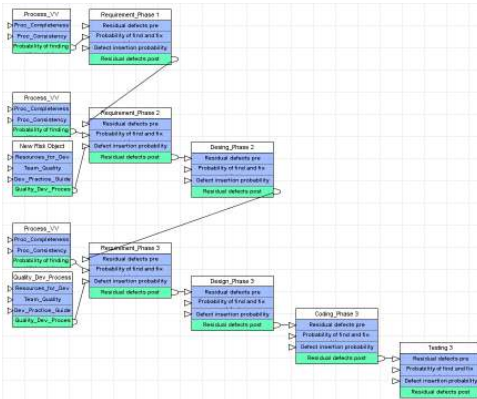 Process_VV
Proc_Completeness
Proc_Consistency
Probability of finding
Requirement_Phase 1
Residual defects pre
Probability of find and fix
Defect insertion probability
Residual defects post
Process_VV
Proc_Completeness
Proc_Consistency
Probability of finding
New Risk Object
Resources_for_Dev
Team_Quality
Dev_Practice_Guide
Quality_Dev_Proces
Requirement_Phase 2
Residual defects pre
Probability of find and fix
Defect insertion probability
Residual defects post
Desing_Phase 2
Residual defects pre
Probability of find and fix
Defect insertion probability
Residual defects post
Process_VV
Proc_Completeness
Proc_Consistency
Probability of finding
Quality_Dev_Process
Resources_for_Dev
Team_Quality
Dev_Practice_Guide
Quality_Dev_Proces
Requirement_Phase 3
Residual defects pre
Probability of find and fix
Defect insertion probability
Residual defects post
Design_Phase 3
Residual defects pre
Probability of find and fix
Defect insertion probability
Residual defects post
Coding_Phase 3
Residual defects pre
Probability of find and fix
Defect insertion probability
Residual defects post
Testing 3
Residual defects pre
Probability of find and fix
Defect insertion probability
Residual defects post